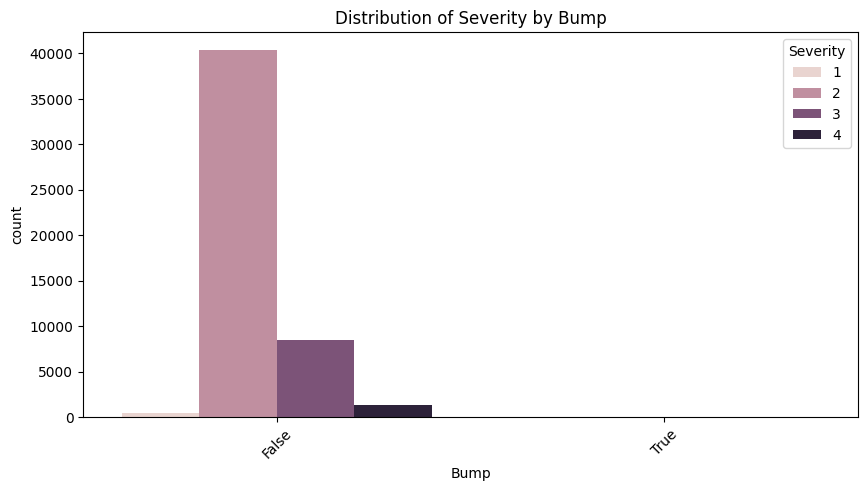 Distribution of Severity by Bump
Severity
1
2
3
4
count
40000
35000
30000
25000
20000
15000
10000
5000
0
False
True
Bump